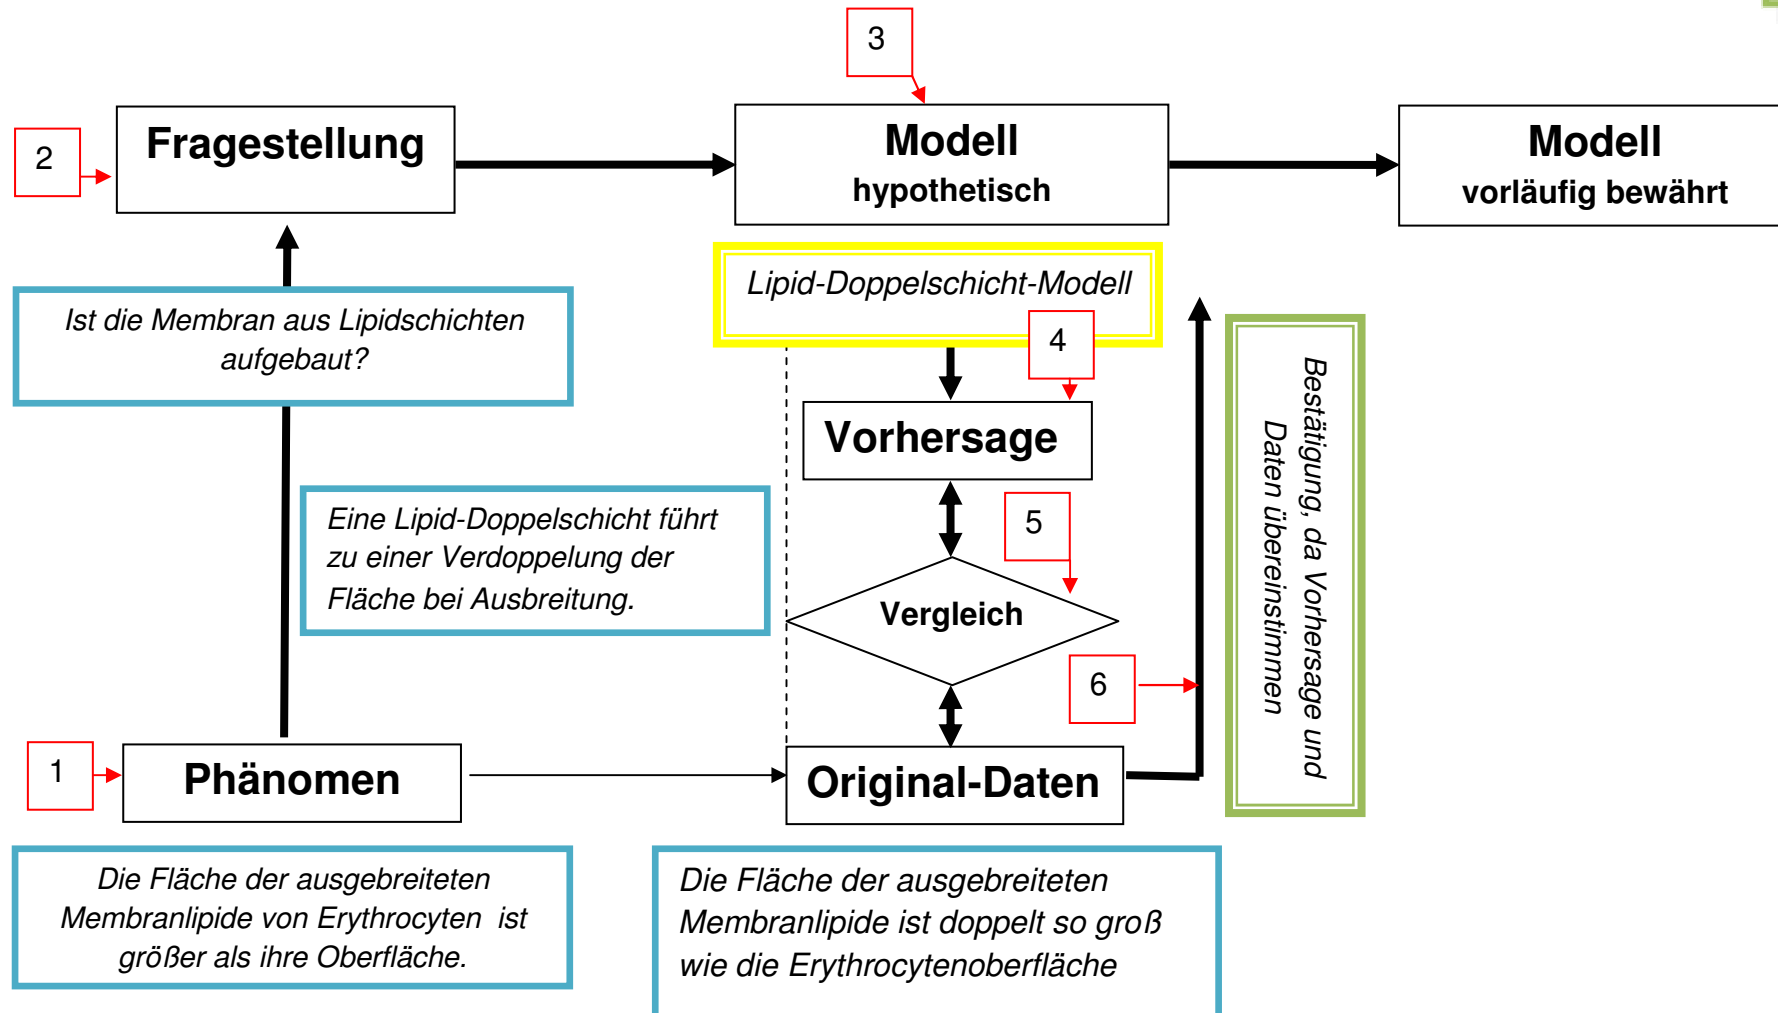 3
2
Fragestellung
Modell
hypothetisch
Modell
vorläufig bewährt
Ist die Membran aus Lipidschichten
aufgebaut?
Lipid-Doppelschicht-Modell
4
Vorhersage
Eine Lipid-Doppelschicht führt
zu einer Verdoppelung der
Fläche bei Ausbreitung.
5
Vergleich
6
Bestätigung, da Vorhersage und
Daten übereinstimmen
1
Phänomen
Original-Daten
Die Fläche der ausgebreiteten
Membranlipide von Erythrocyten ist
größer als ihre Oberfläche.
Die Fläche der ausgebreiteten
Membranlipide ist doppelt so groß
wie die Erythrocytenoberfläche